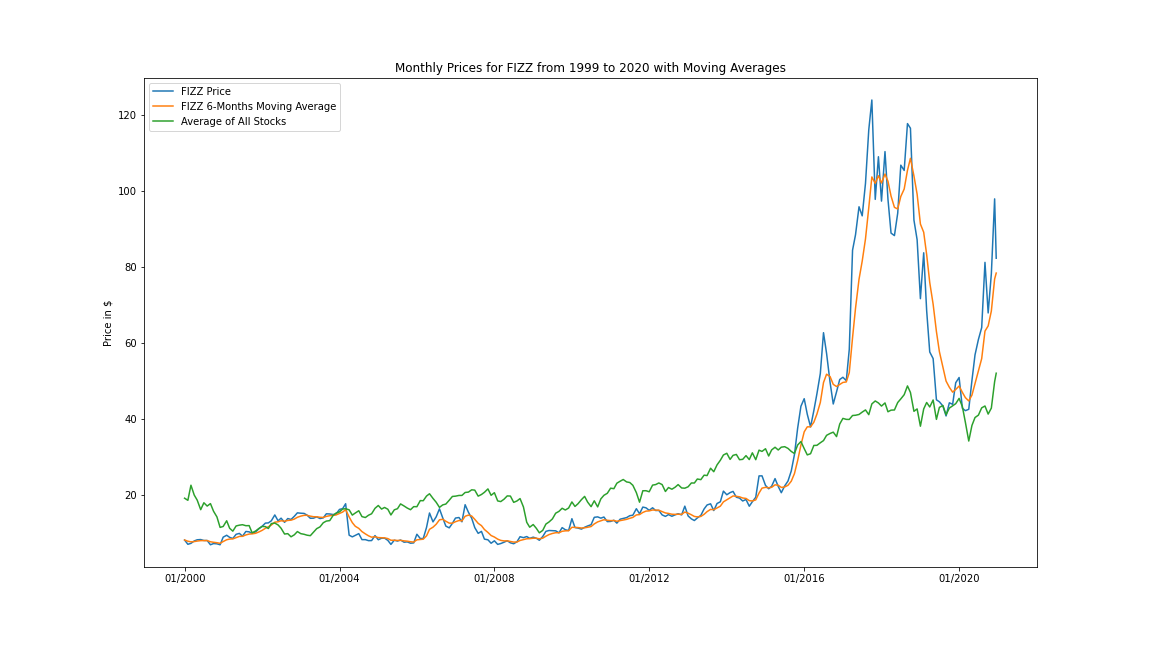 Monthly Prices for FIZZ from 1999 to 2020 with Moving Averages
FIZZ Price
FIZZ 6-Months Moving Average
Average of All Stocks
Price in $
120
100
80
60
40
20
01/2000
01/2004
01/2008
01/2012
01/2016
01/2020